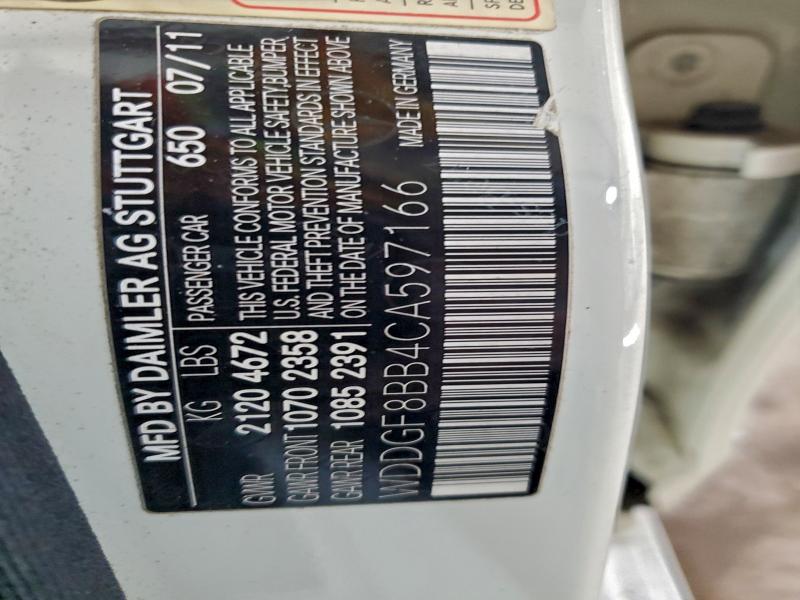 MFD BY DAIMLER AG STUTTGART
KG LBS PASSENGER CAR 650 07/11
GVWR 2120 4672 THIS VEHICLE CONFORMS TO ALL APPLICABLE
GAWR FRONT 1070 2358 U.S. FEDERAL MOTOR VEHICLE SAFETY,BUMPER,
GAWR REAR 1085 2391 AND THEFT PREVENTION STANDARDS IN EFFECT
ON THE DATE OF MANUFACTURE SHOWN ABOVE
WDDGF8BB4CA597166 MADE IN GERMANY